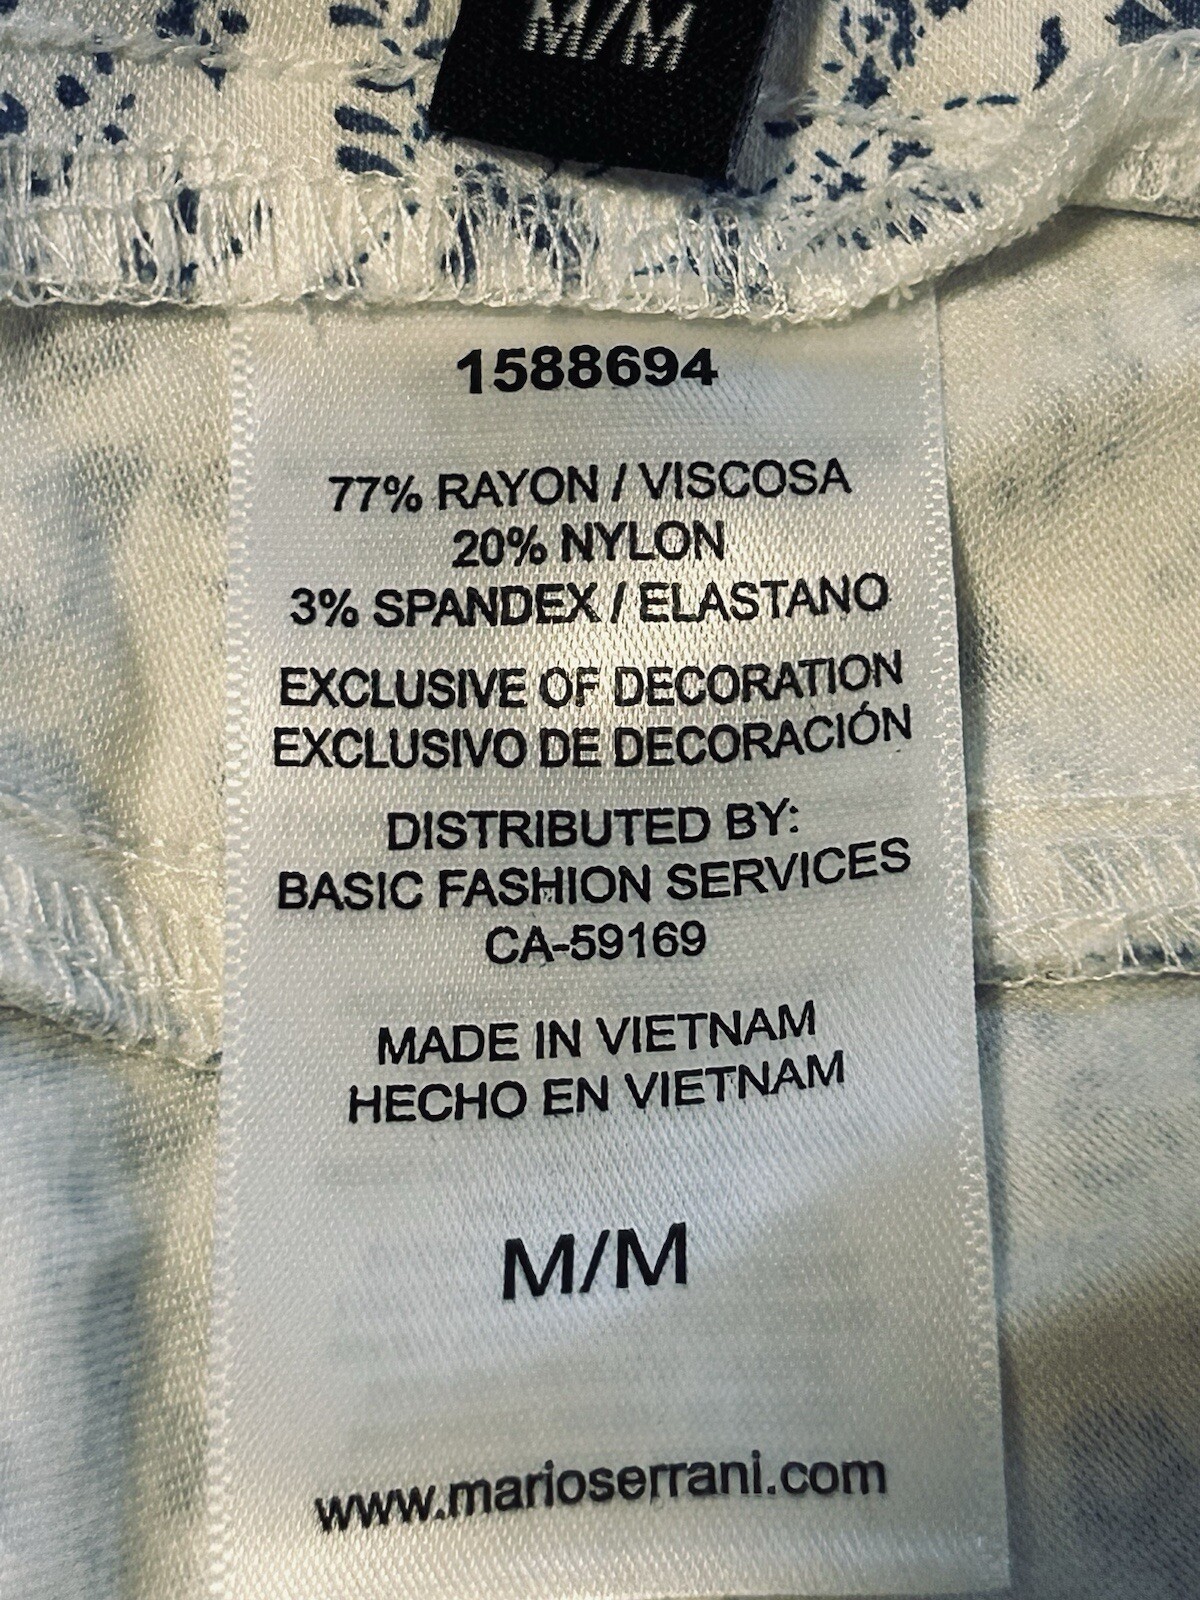 M/M
1588694
77% RAYON / VISCOSA
20% NYLON
3% SPANDEX / ELASTANO
EXCLUSIVE OF DECORATION
EXCLUSIVO DE DECORACIÓN
DISTRIBUTED BY:
BASIC FASHION SERVICES
CA-59169
MADE IN VIETNAM
HECHO EN VIETNAM
M/M
www.marioserrani.com